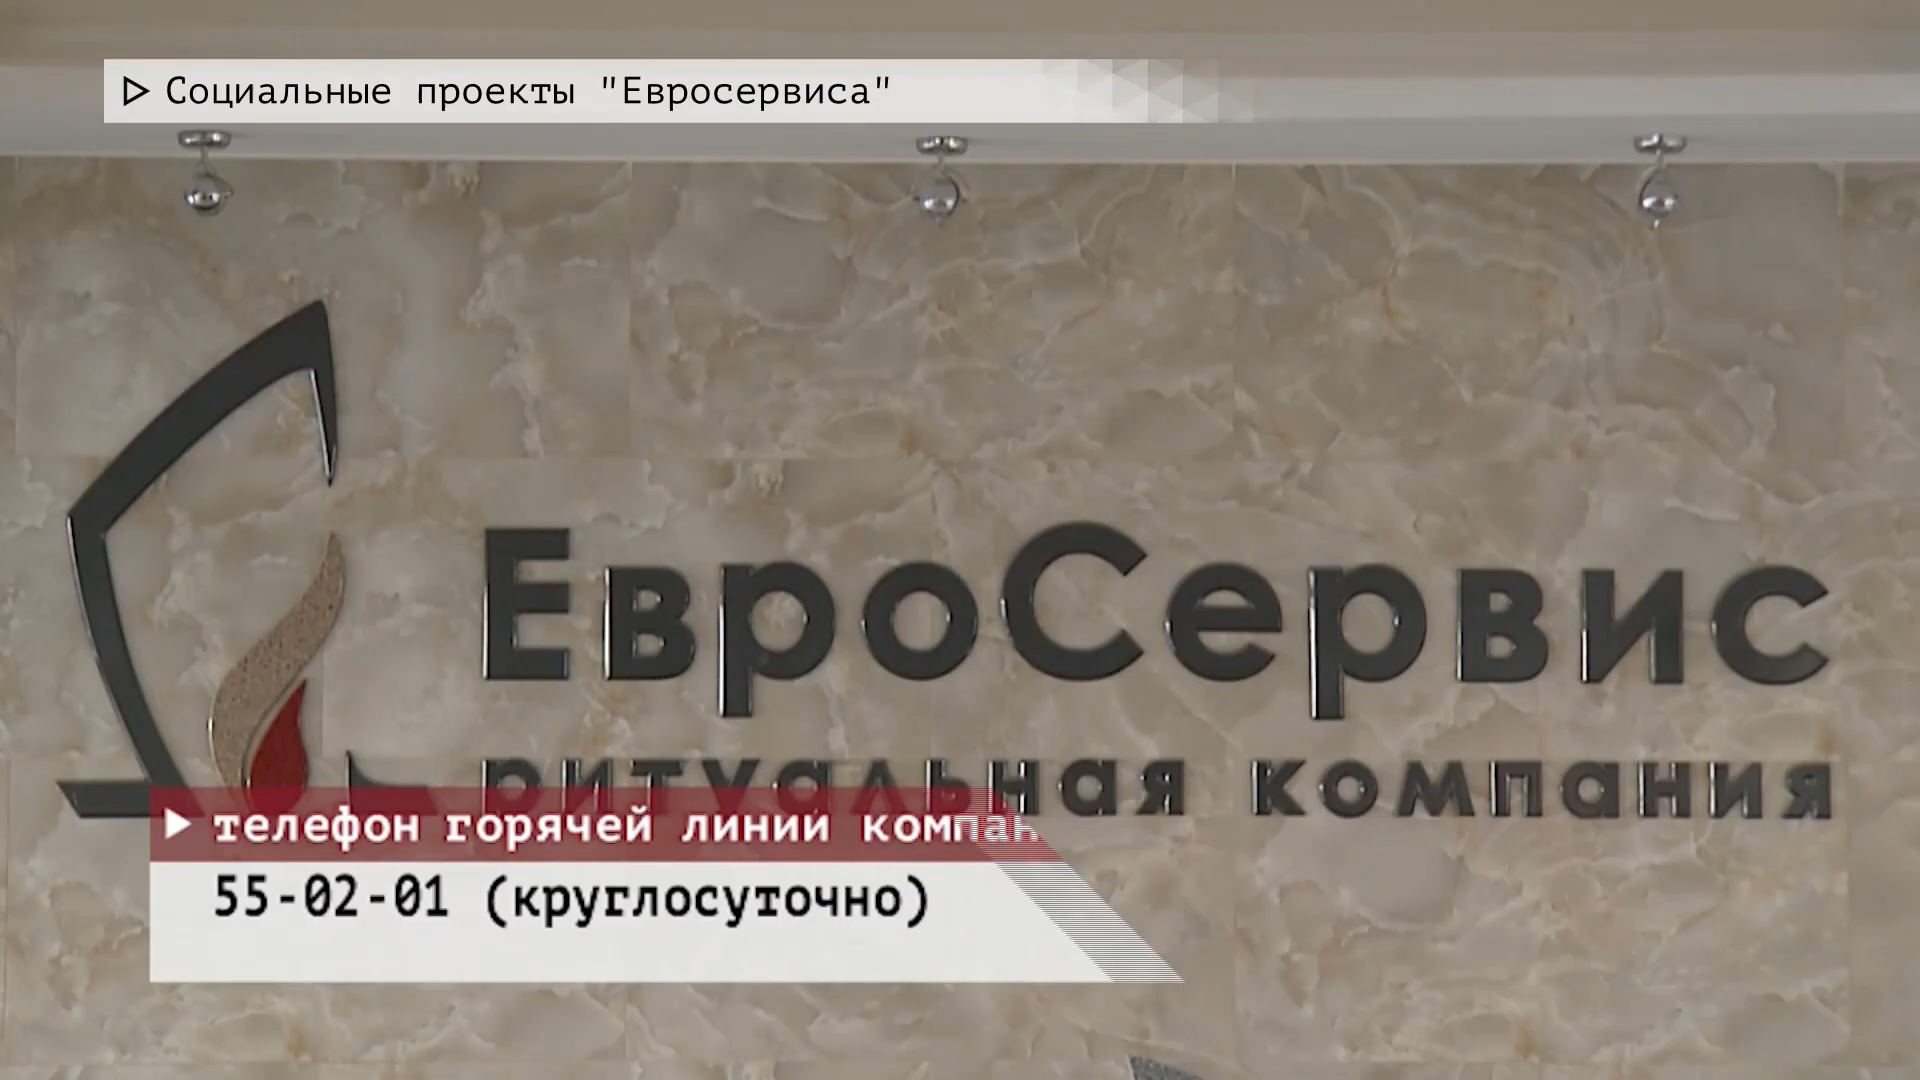 Социальные проекты "Евросервиса"
ЕвроСервис
ритуальная компания
телефон горячей линии компан
55-02-01 (круглосуточно)